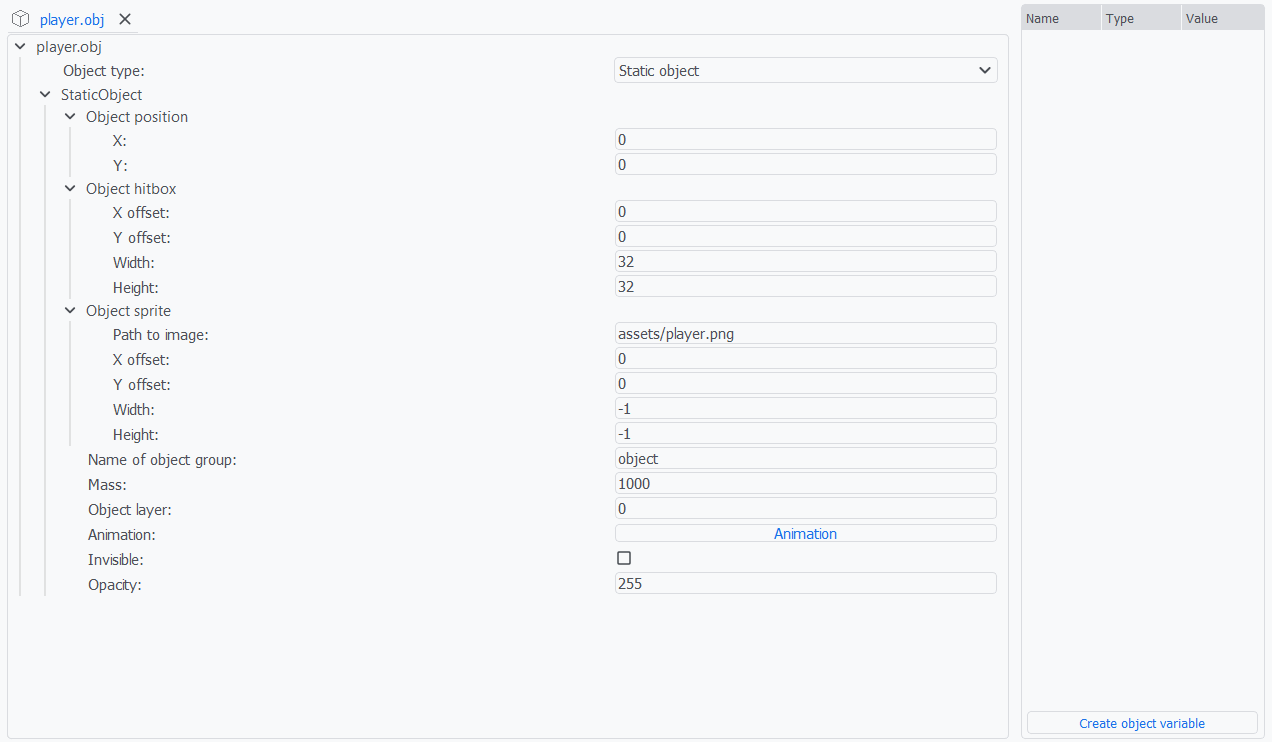 player.obj
Name Type Value
player.obj
Object type: Static object
StaticObject
Object position
X: 0
Y: 0
Object hitbox
X offset: 0
Y offset: 0
Width: 32
Height: 32
Object sprite
Path to image: assets/player.png
X offset: 0
Y offset: 0
Width: -1
Height: -1
Name of object group: object
Mass: 1000
Object layer: 0
Animation: Animation
Invisible:
Opacity: 255
Create object variable